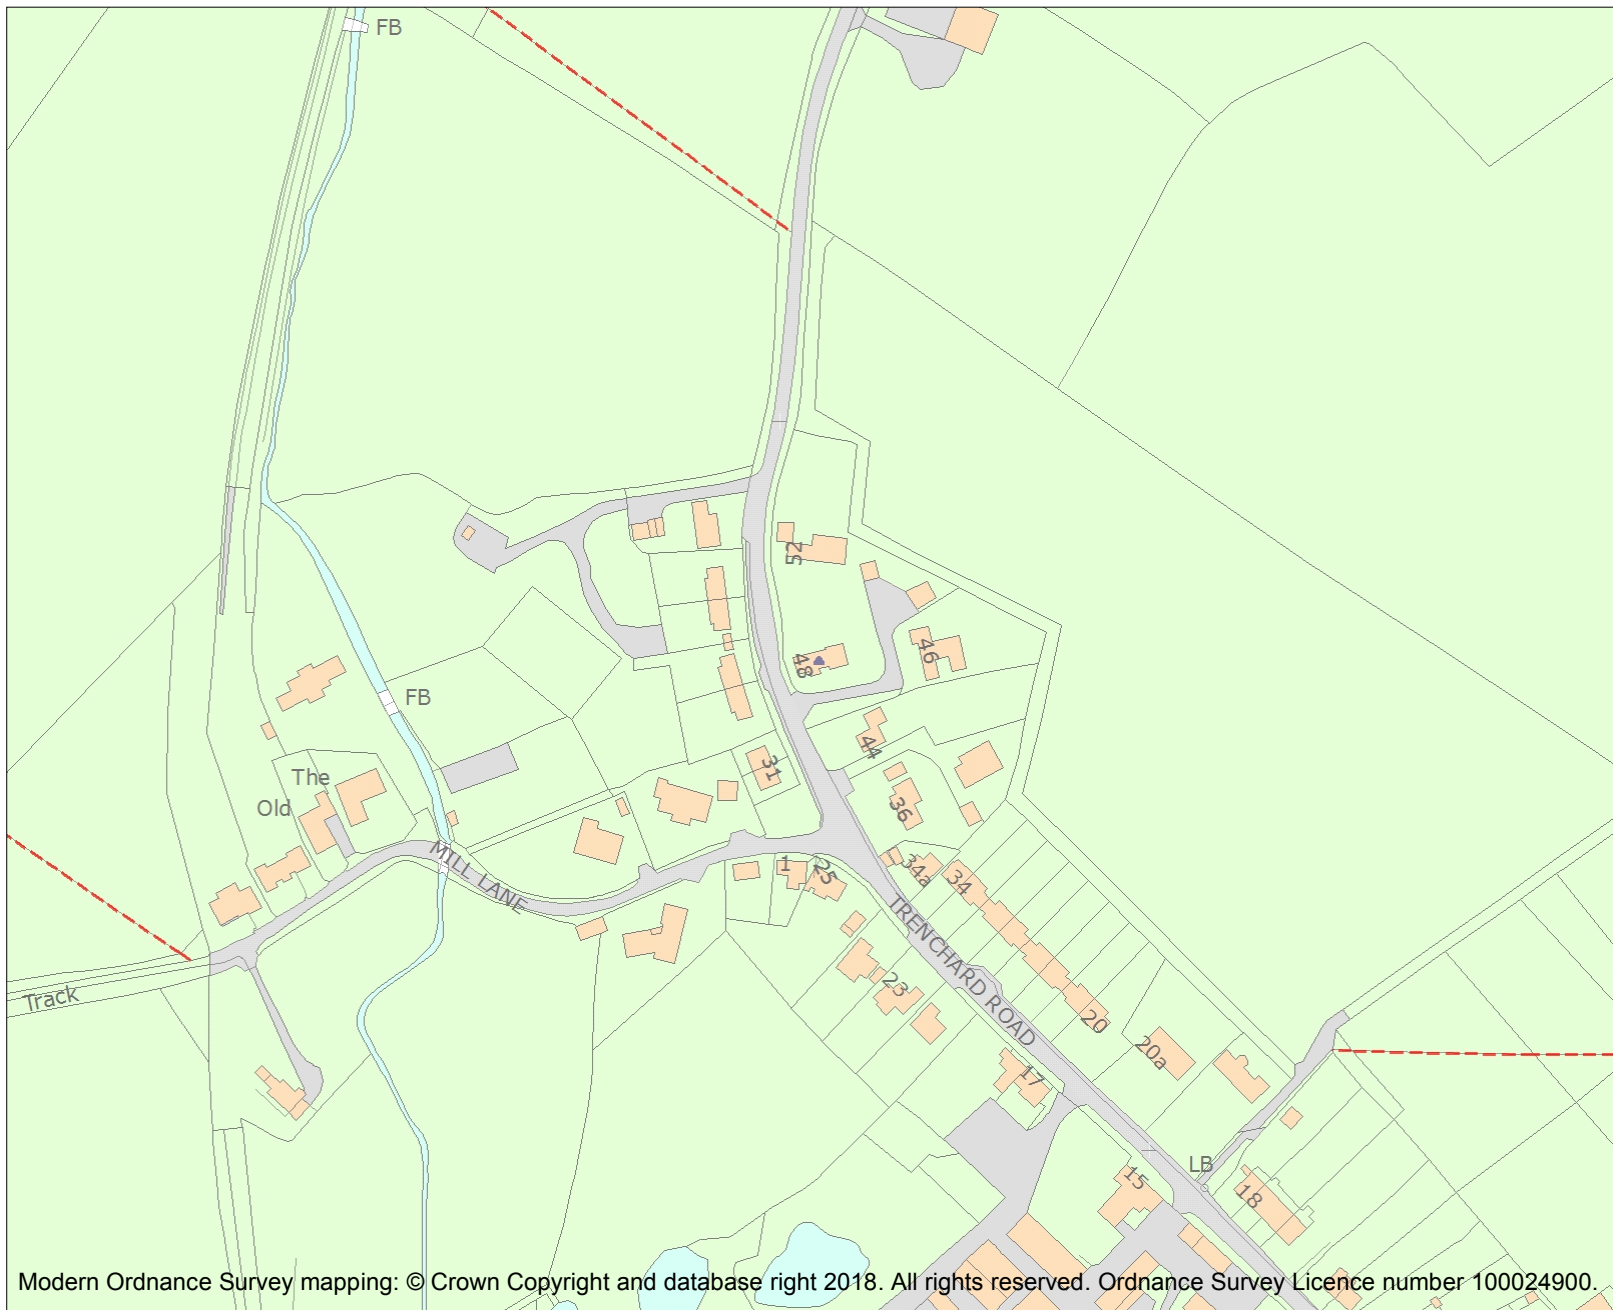 FB
52
48
46
FB
44
31
The
Old
36
MILL LANE
1
25
34a
34
TRENCHARD ROAD
23
Track
20
20a
17
LB
15
18
Modern Ordnance Survey mapping: © Crown Copyright and database right 2018. All rights reserved. Ordnance Survey Licence number 100024900.